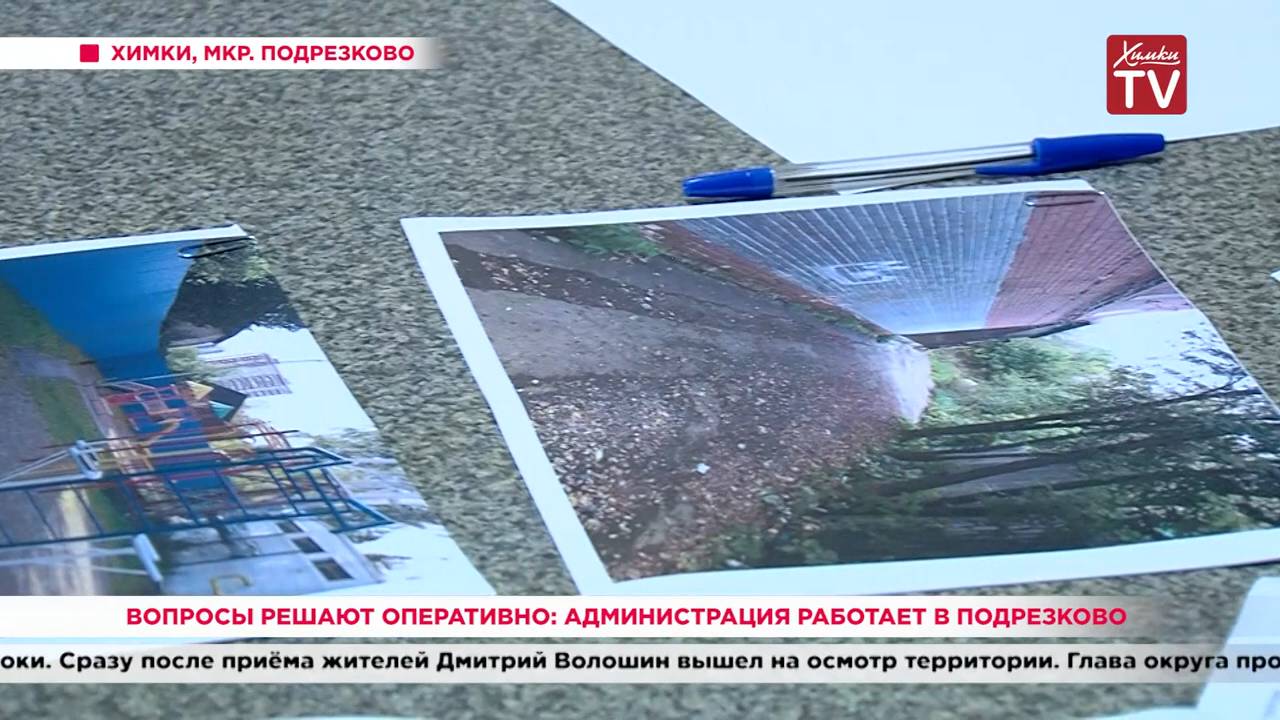 ХИМКИ, МКР. ПОДРЕЗКОВО
Химки
TV
ВОПРОСЫ РЕШАЮТ ОПЕРАТИВНО: АДМИНИСТРАЦИЯ РАБОТАЕТ В ПОДРЕЗКОВО
оки. Сразу после приёма жителей Дмитрий Волошин вышел на осмотр территории. Глава округа про